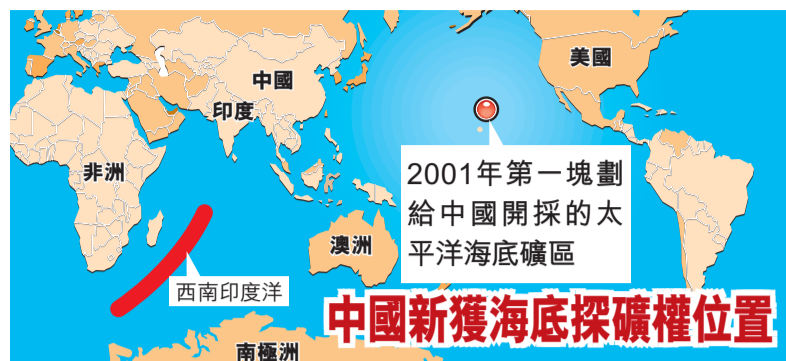 美國
中國
印度
非洲
2001年第一塊劃
給中國開採的太
平洋海底礦區
澳洲
西南印度洋
中國新獲海底探礦權位置
南極洲